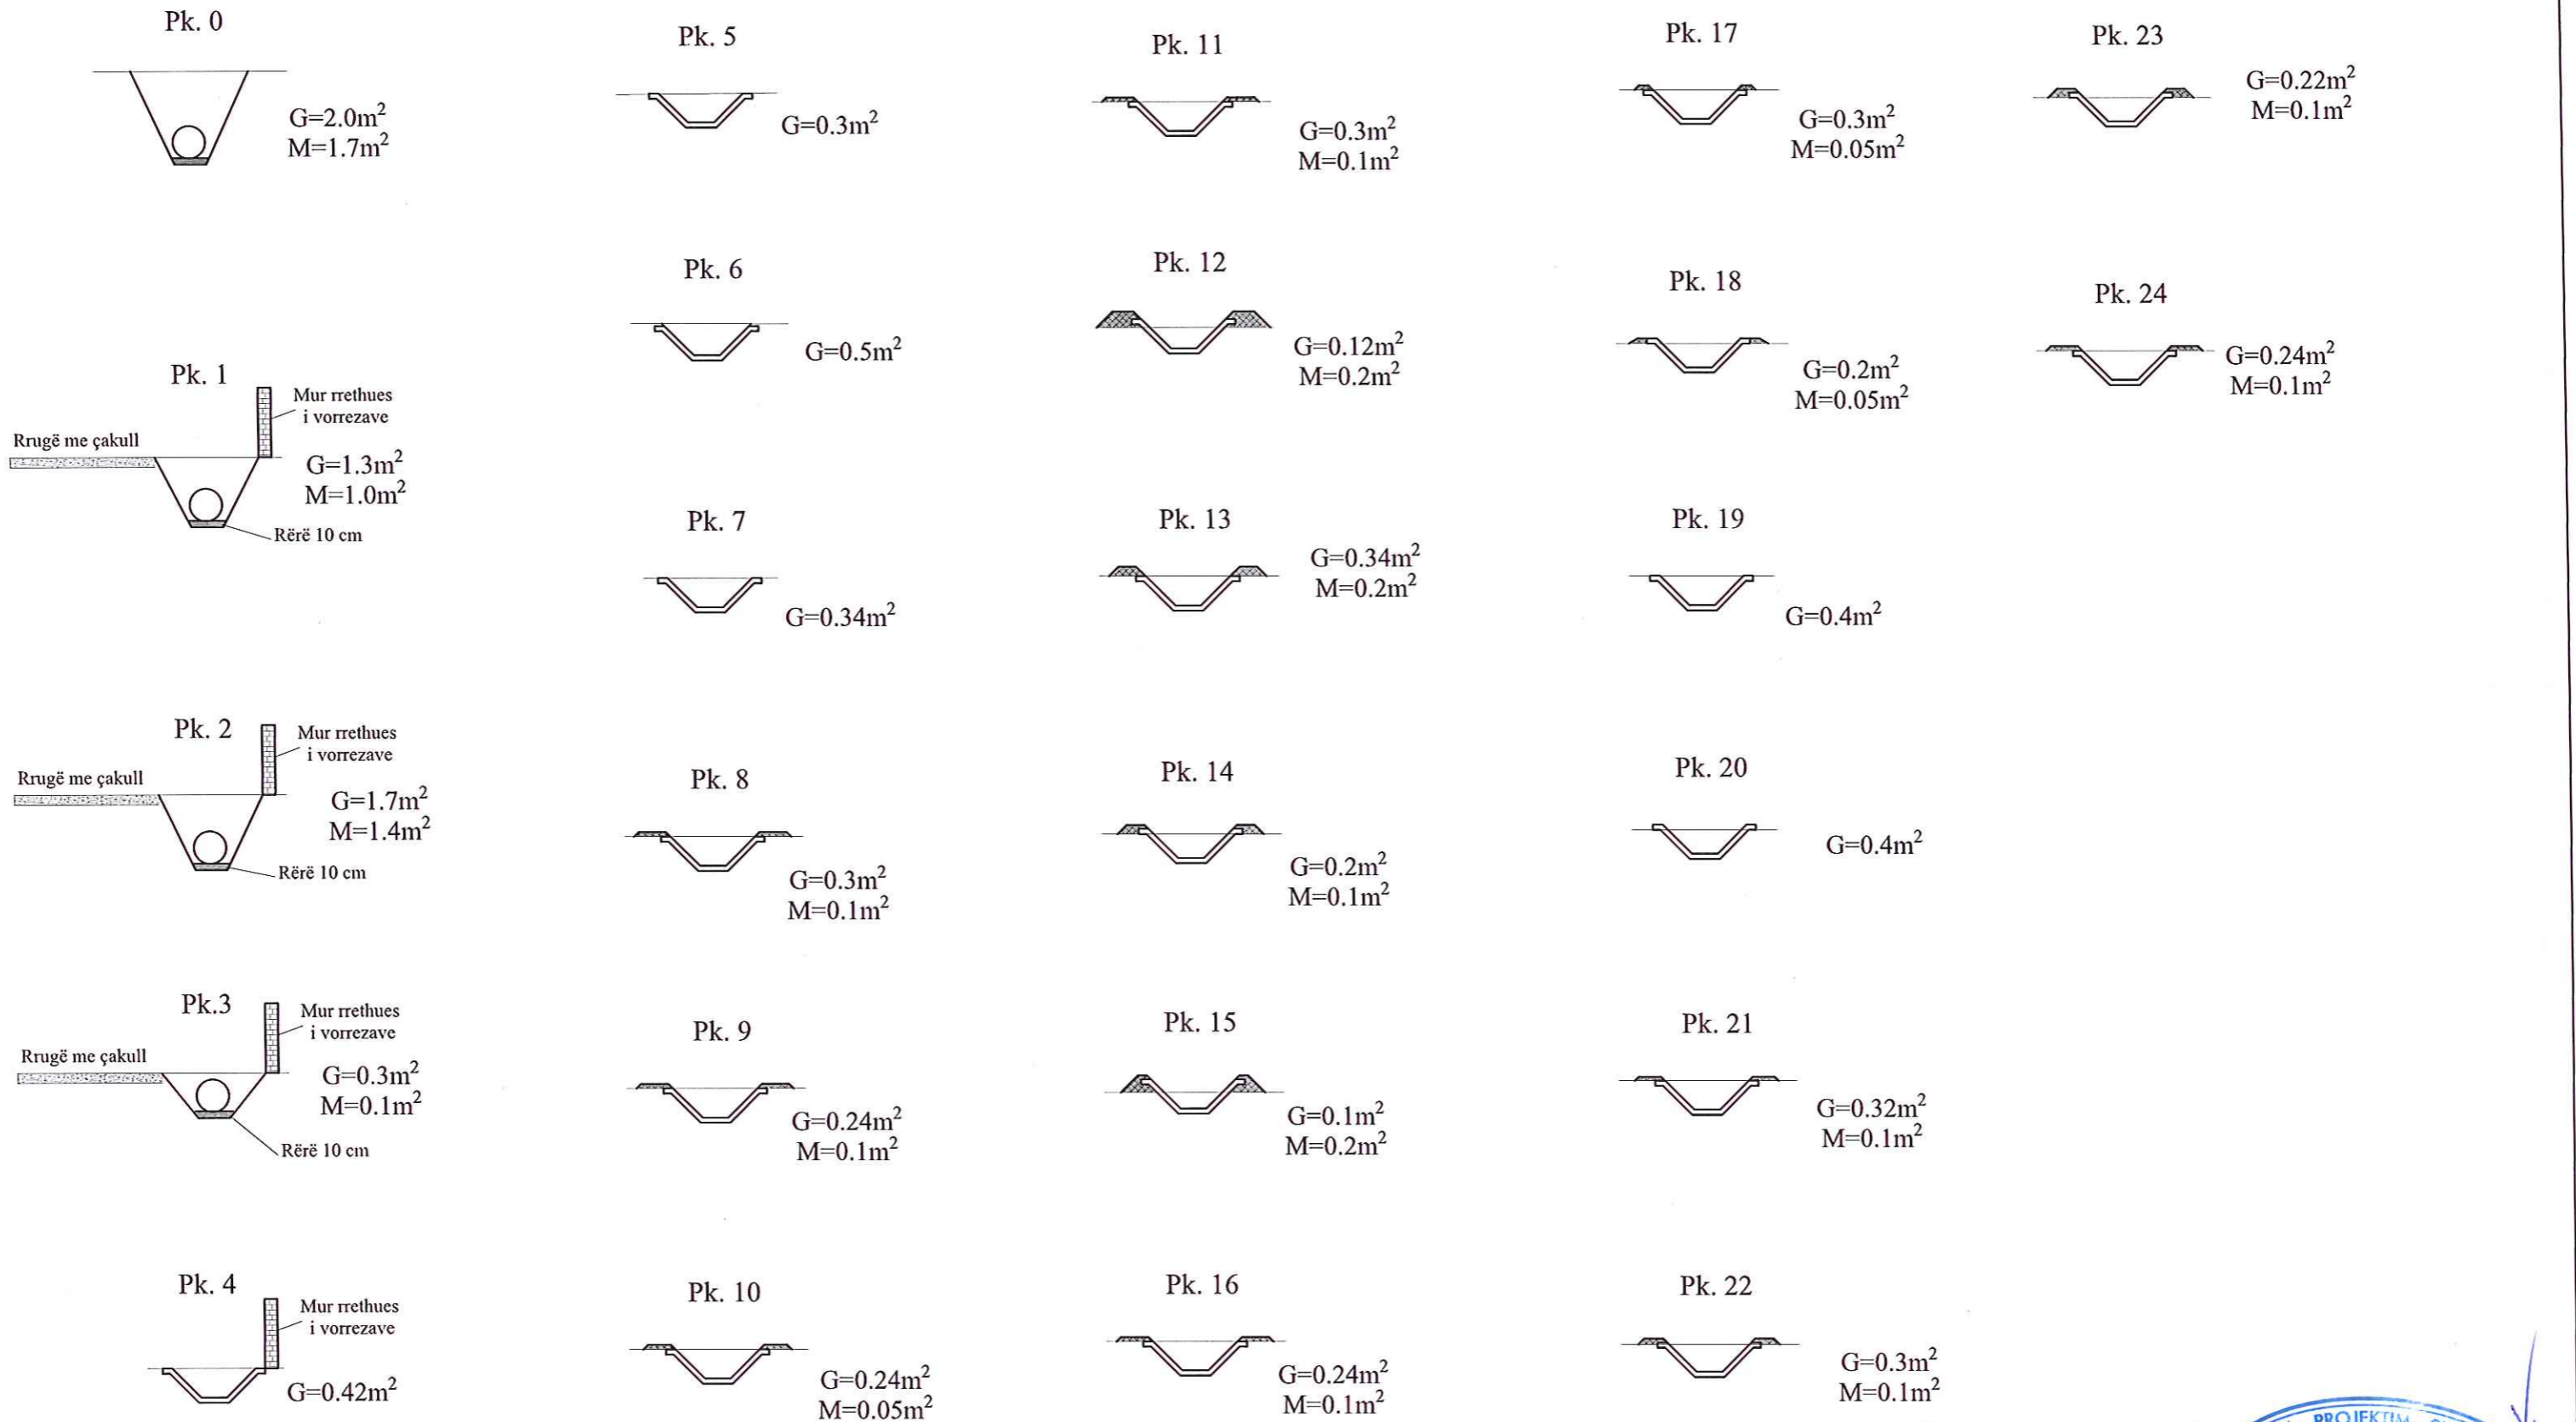 Pk. 0
G=2.0m²
M=1.7m²
Pk. 1
Mur rrethues
i vorrezave
Rrugë me çakull
G=1.3m²
M=1.0m²
Rërë 10 cm
Pk. 2
Mur rrethues
i vorrezave
Rrugë me çakull
G=1.7m²
M=1.4m²
Rërë 10 cm
Pk.3
Mur rrethues
i vorrezave
Rrugë me çakull
G=0.3m²
M=0.1m²
Rërë 10 cm
Pk. 4
Mur rrethues
i vorrezave
G=0.42m²
Pk. 5
G=0.3m²
Pk. 6
G=0.5m²
Pk. 7
G=0.34m²
Pk. 8
G=0.3m²
M=0.1m²
Pk. 9
G=0.24m²
M=0.1m²
Pk. 10
G=0.24m²
M=0.05m²
Pk. 11
G=0.3m²
M=0.1m²
Pk. 12
G=0.12m²
M=0.2m²
Pk. 13
G=0.34m²
M=0.2m²
Pk. 14
G=0.2m²
M=0.1m²
Pk. 15
G=0.1m²
M=0.2m²
Pk. 16
G=0.24m²
M=0.1m²
Pk. 17
G=0.3m²
M=0.05m²
Pk. 18
G=0.2m²
M=0.05m²
Pk. 19
G=0.4m²
Pk. 20
G=0.4m²
Pk. 21
G=0.32m²
M=0.1m²
Pk. 22
G=0.3m²
M=0.1m²
Pk. 23
G=0.22m²
M=0.1m²
Pk. 24
G=0.24m²
M=0.1m²
PROJEKTIM